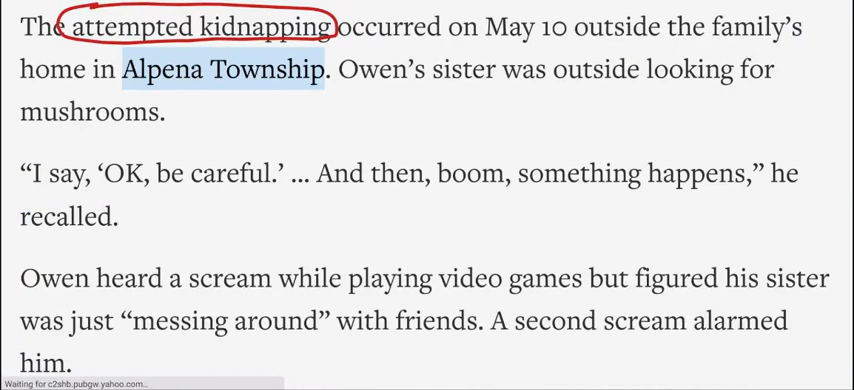 The attempted kidnapping occurred on May 10 outside the family’s
home in Alpena Township. Owen’s sister was outside looking for
mushrooms.
“I say, ‘OK, be careful.’ ... And then, boom, something happens,” he
recalled.
Owen heard a scream while playing video games but figured his sister
was just “messing around” with friends. A second scream alarmed
him.
Waiting for c2shb.pubgw.yahoo.com...